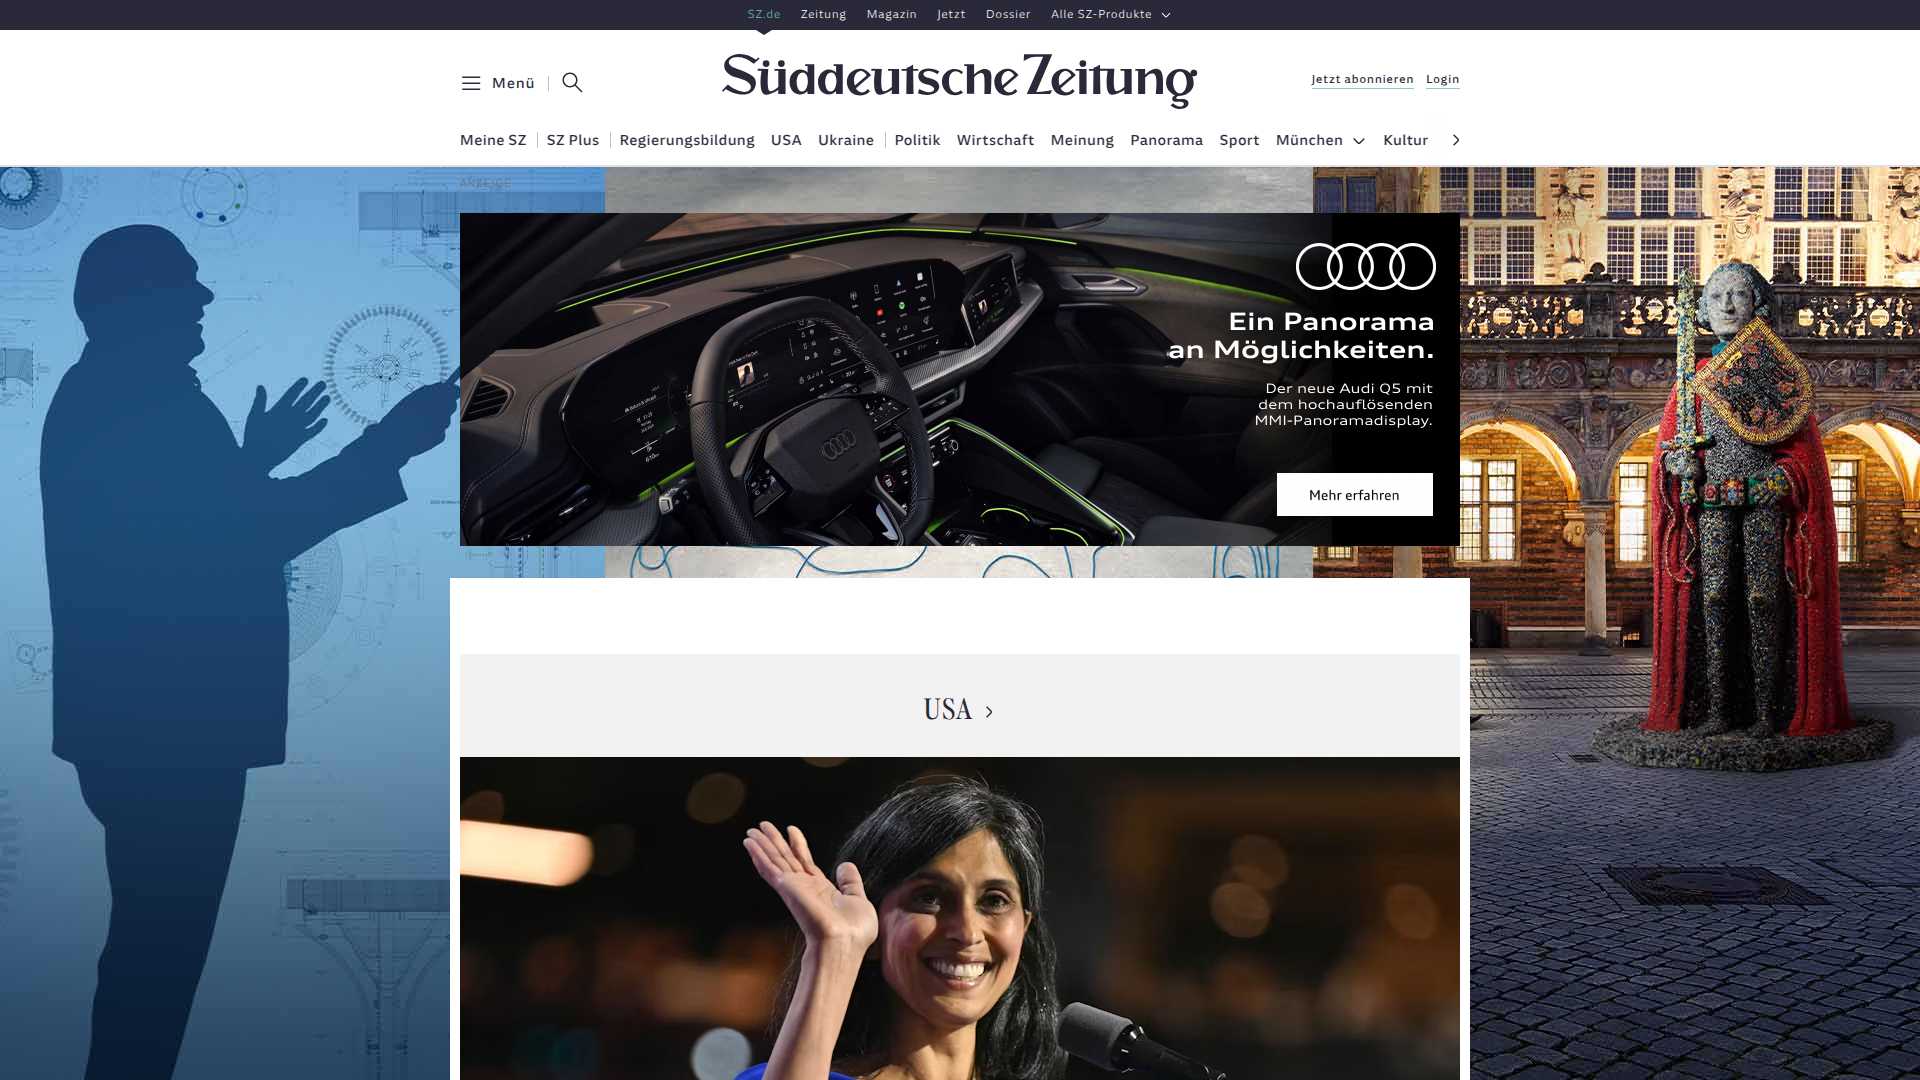 SZ.de Zeitung Magazin Jetzt Dossier Alle SZ-Produkte
Menü
Süddeutsche Zeitung
Jetzt abonnieren Login
Meine SZ SZ Plus Regierungsbildung USA Ukraine Politik Wirtschaft Meinung Panorama Sport München Kultur
ANZEIGE
Ein Panorama
an Möglichkeiten.
Der neue Audi Q5 mit
dem hochauflösenden
MMI-Panoramadisplay.
Mehr erfahren
USA